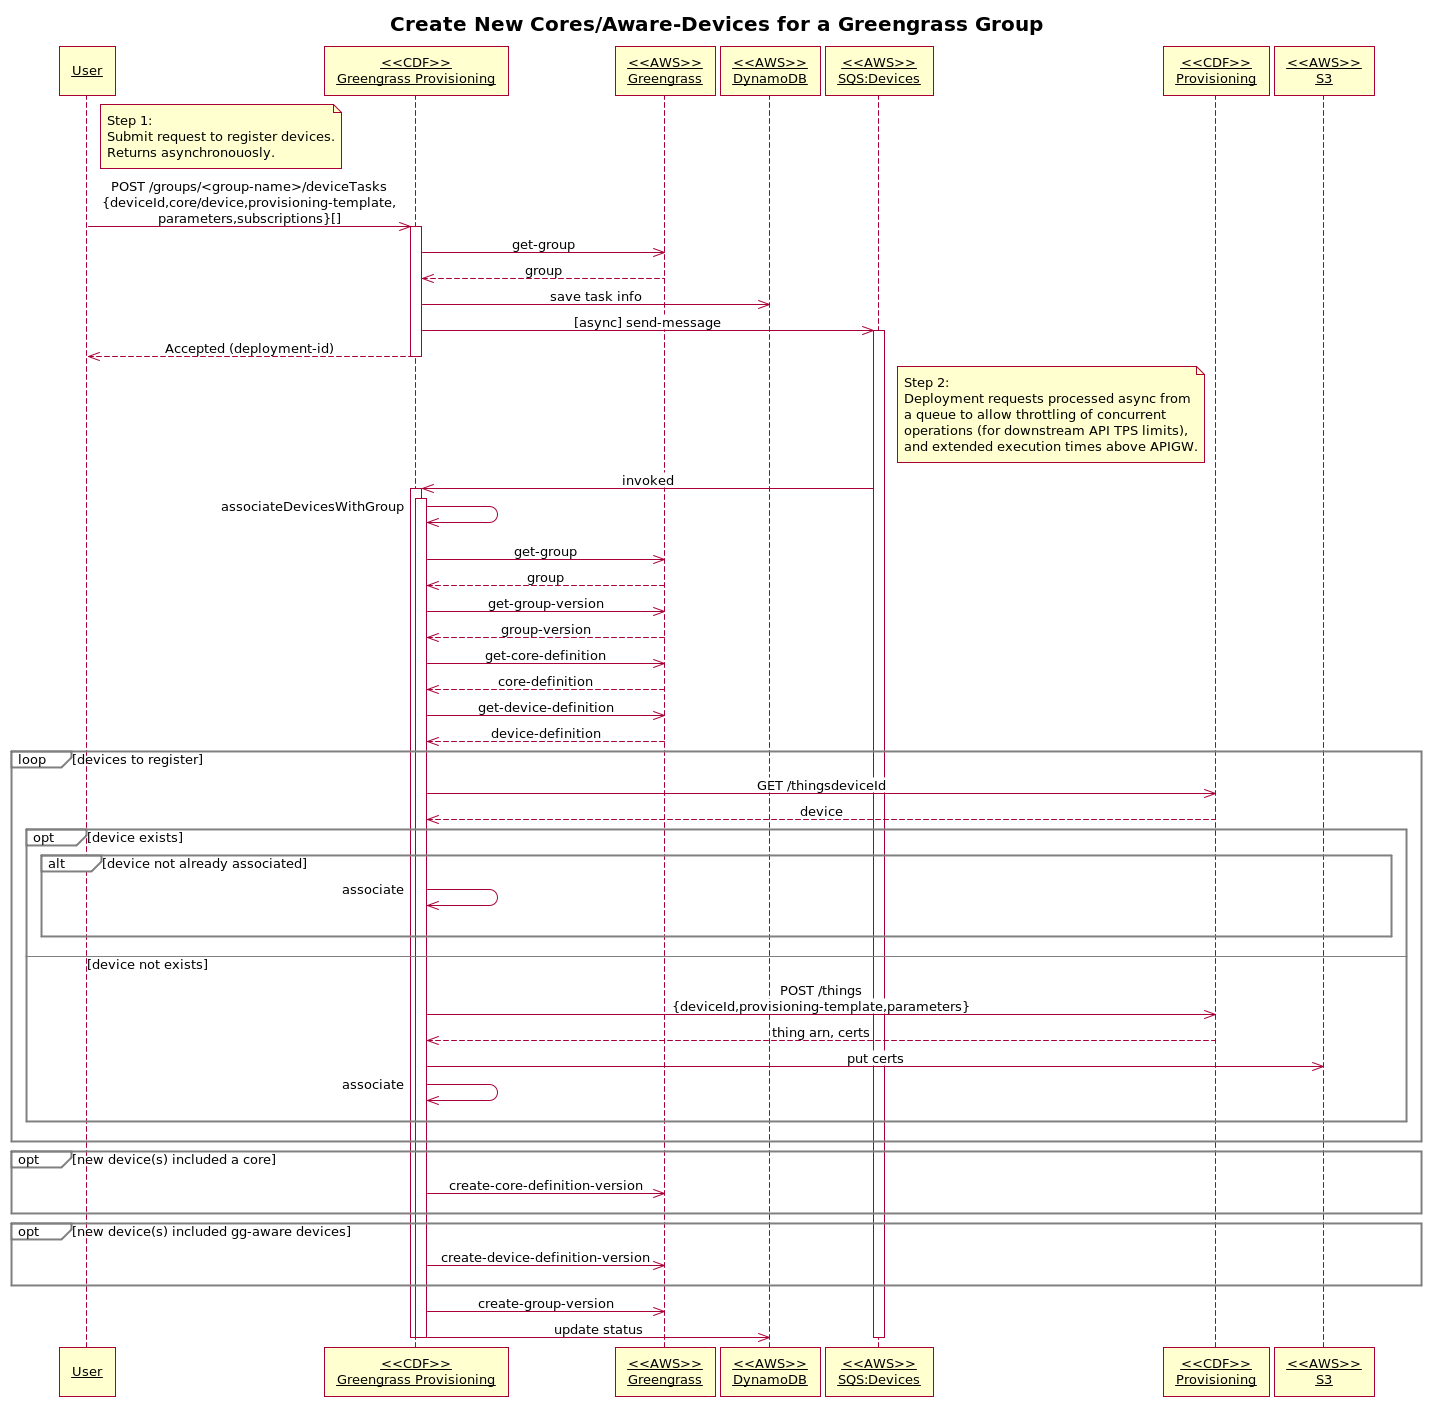 Create New Cores/Aware-Devices for a Greengrass Group
User
<<CDF>>
Greengrass Provisioning
<<AWS>>
Greengrass
<<AWS>>
DynamoDB
<<AWS>>
SQS:Devices
<<CDF>>
Provisioning
<<AWS>>
S3
Step 1:
Submit request to register devices.
Returns asynchronouosly.
POST /groups/<group-name>/deviceTasks
{deviceId,core/device,provisioning-template,
parameters,subscriptions}[]
get-group
group
save task info
[async] send-message
Accepted (deployment-id)
Step 2:
Deployment requests processed async from
a queue to allow throttling of concurrent
operations (for downstream API TPS limits),
and extended execution times above APIGW.
invoked
associateDevicesWithGroup
get-group
group
get-group-version
group-version
get-core-definition
core-definition
get-device-definition
device-definition
loop [devices to register]
GET /thingsdeviceId
device
opt [device exists]
alt [device not already associated]
associate
[device not exists]
POST /things
{deviceId,provisioning-template,parameters}
thing arn, certs
put certs
associate
opt [new device(s) included a core]
create-core-definition-version
opt [new device(s) included gg-aware devices]
create-device-definition-version
create-group-version
update status
User
<<CDF>>
Greengrass Provisioning
<<AWS>>
Greengrass
<<AWS>>
DynamoDB
<<AWS>>
SQS:Devices
<<CDF>>
Provisioning
<<AWS>>
S3